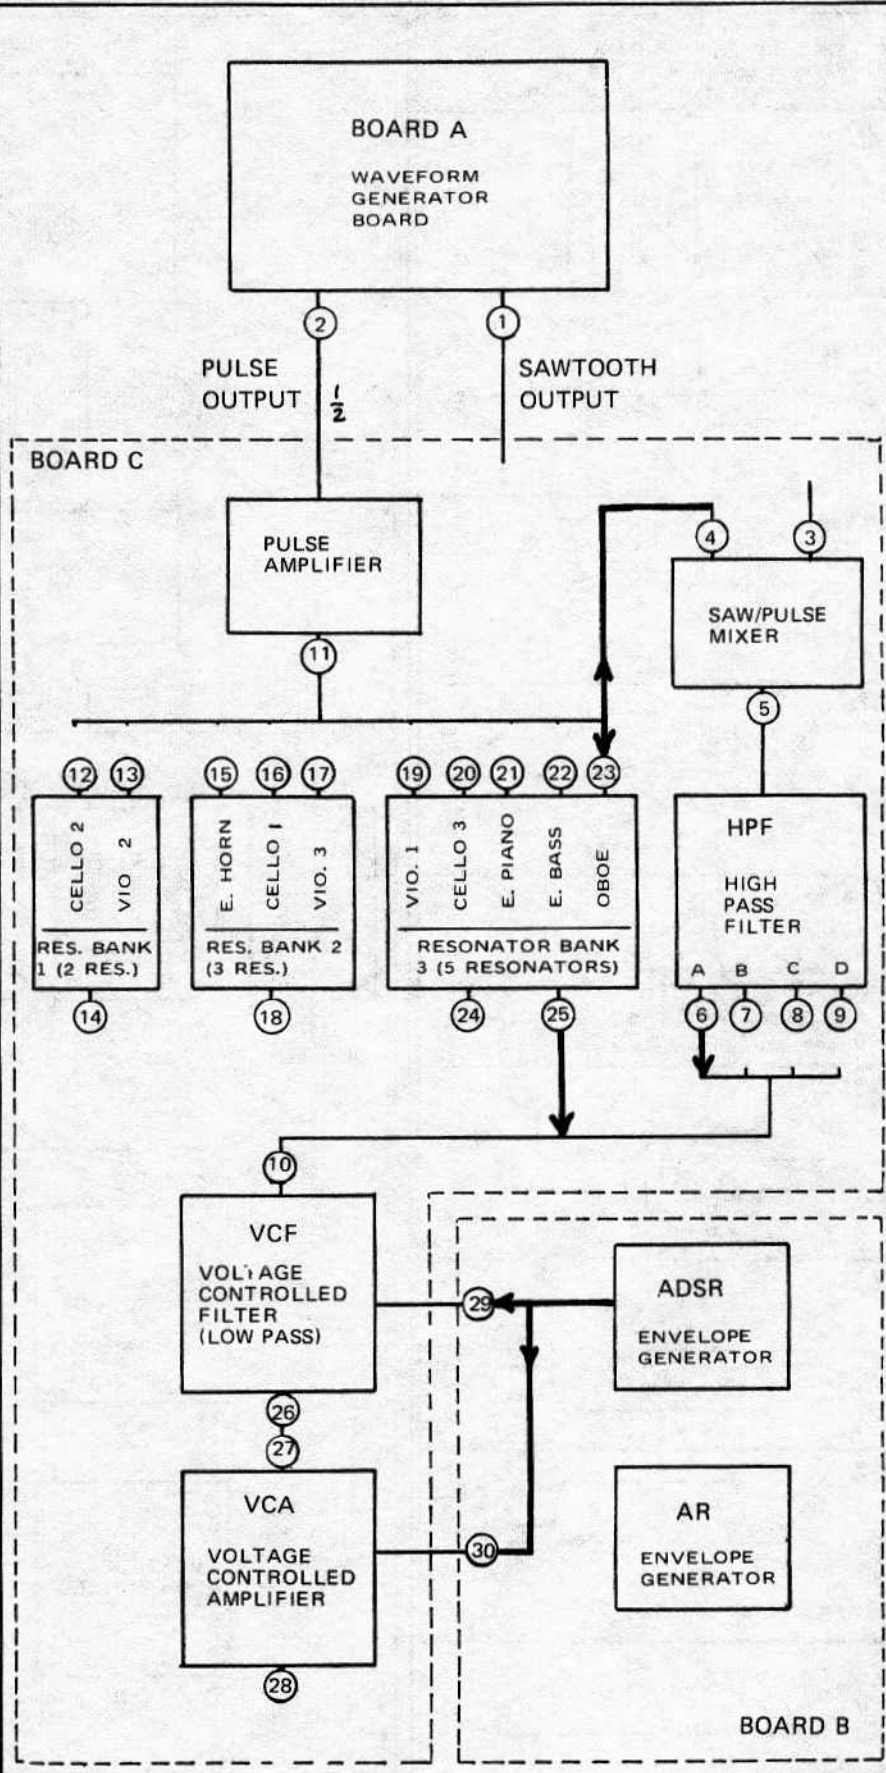 BOARD A
WAVEFORM
GENERATOR
BOARD
2
1
PULSE
OUTPUT
1/2
SAWTOOTH
OUTPUT
BOARD C
PULSE
AMPLIFIER
11
4
3
SAW/PULSE
MIXER
5
12
13
15
16
17
19
20
21
22
23
CELLO 2
VIO 2
RES. BANK
1 (2 RES.)
14
E. HORN
CELLO 1
VIO. 3
RES. BANK 2
(3 RES.)
18
VIO. 1
CELLO 3
E. PIANO
E. BASS
OBOE
RESONATOR BANK
3 (5 RESONATORS)
24
25
HPF
HIGH
PASS
FILTER
A B C D
6 7 8 9
10
VCF
VOLTAGE
CONTROLLED
FILTER
(LOW PASS)
29
ADSR
ENVELOPE
GENERATOR
26
27
VCA
VOLTAGE
CONTROLLED
AMPLIFIER
30
AR
ENVELOPE
GENERATOR
28
BOARD B